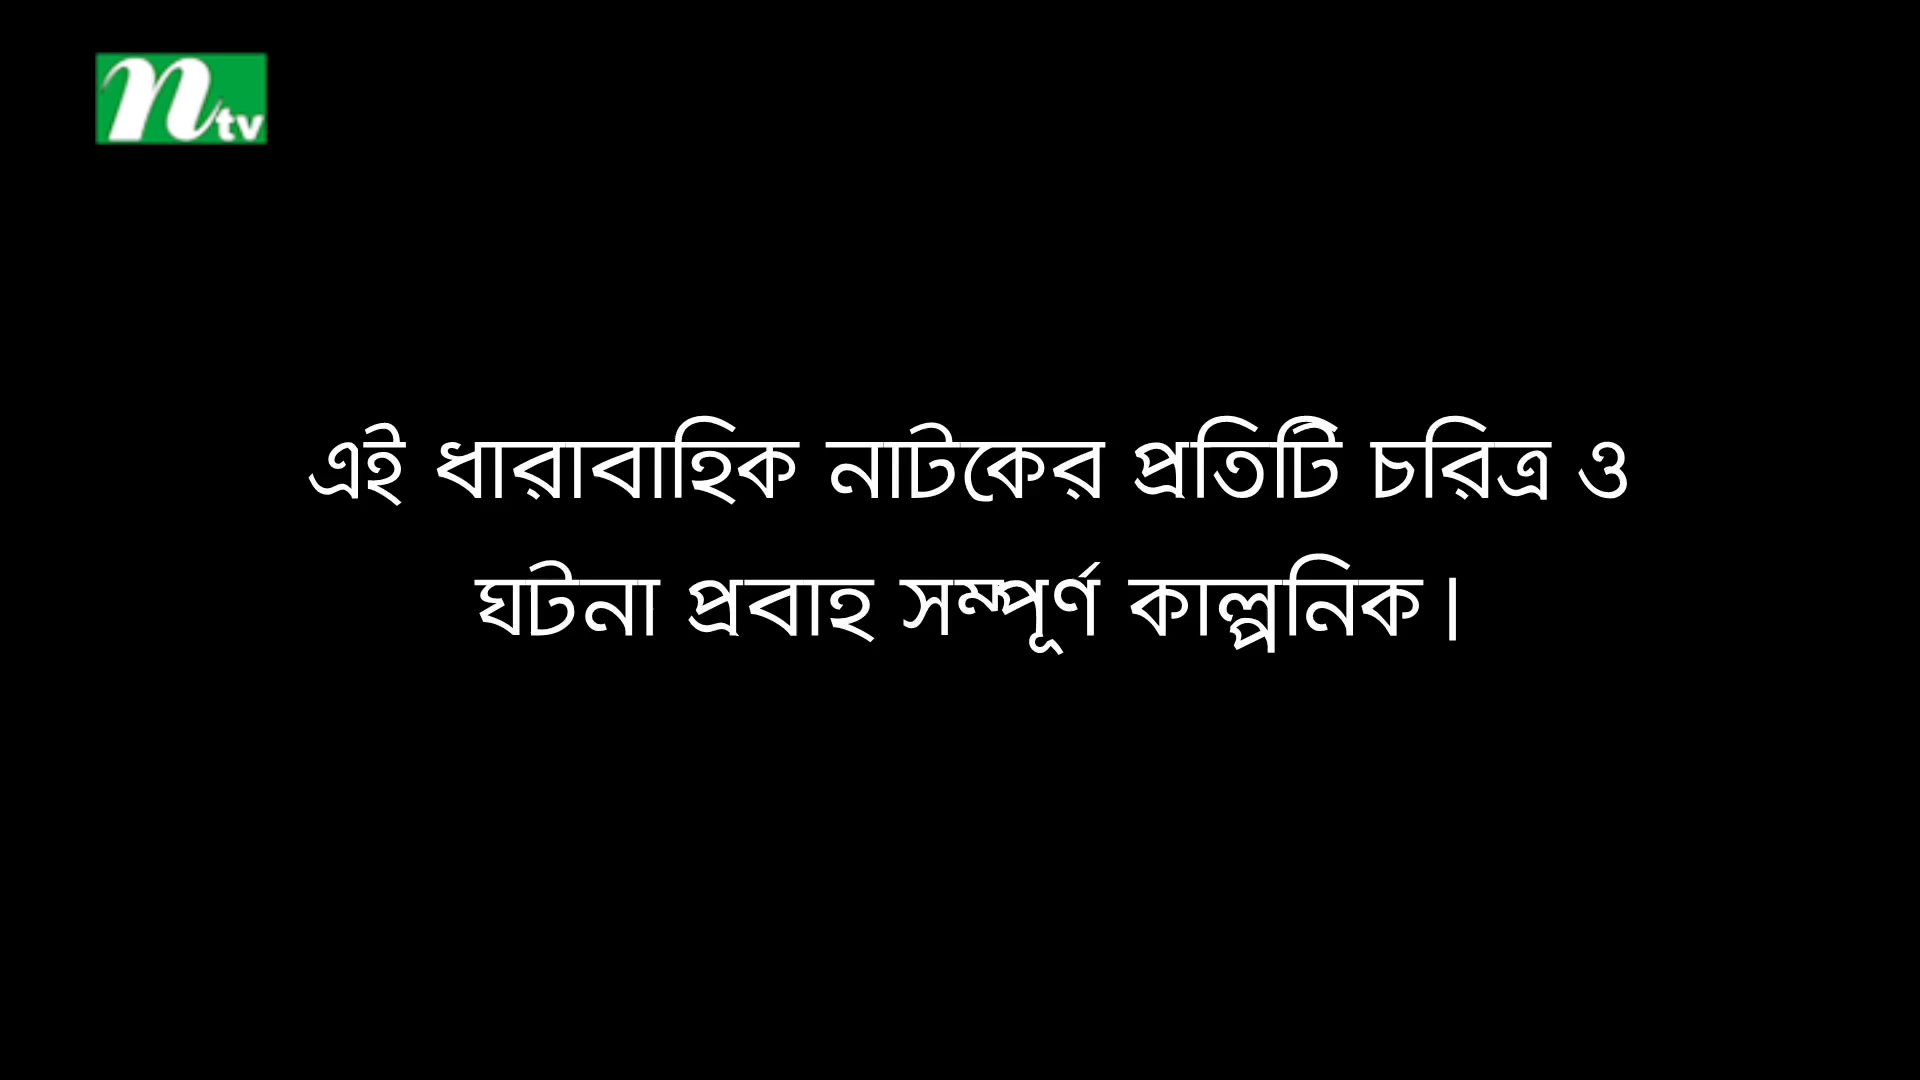 ntv
এই ধারাবাহিক নাটকের প্রতিটি চরিত্র ও
ঘটনা প্রবাহ সম্পূর্ণ কাল্পনিক।